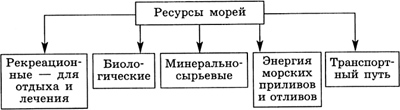 Ресурсы морей
Рекреацион-
ные — для
отдыха и
лечения
Биоло-
гические
Минерально-
сырьевые
Энергия
морских
приливов
и отливов
Транспорт-
ный путь